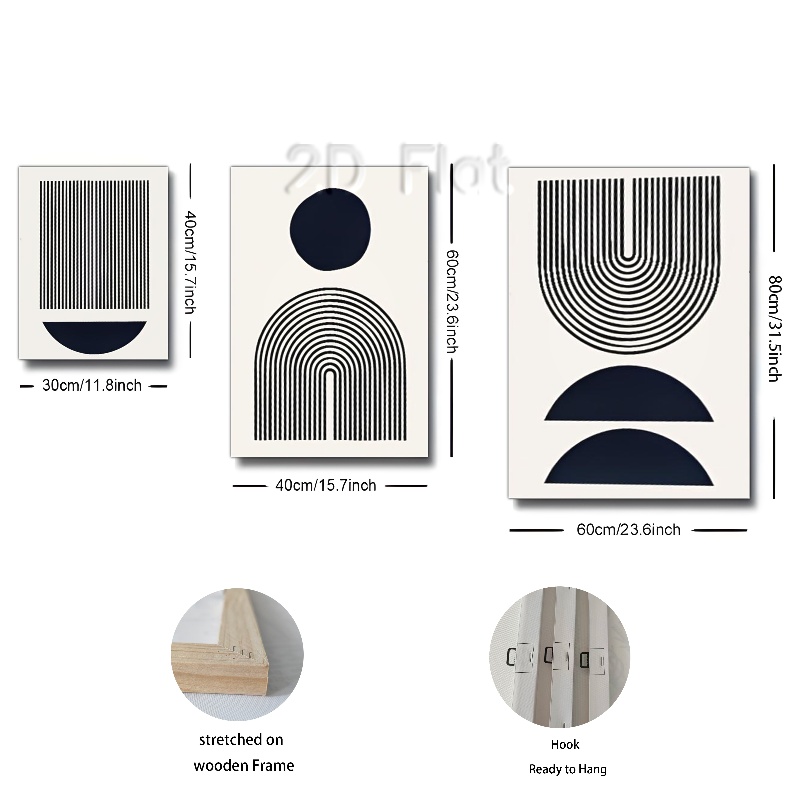 2D Flat
40cm/15.7inch
30cm/11.8inch
60cm/23.6inch
40cm/15.7inch
80cm/31.5inch
60cm/23.6inch
stretched on
wooden Frame
Hook
Ready to Hang